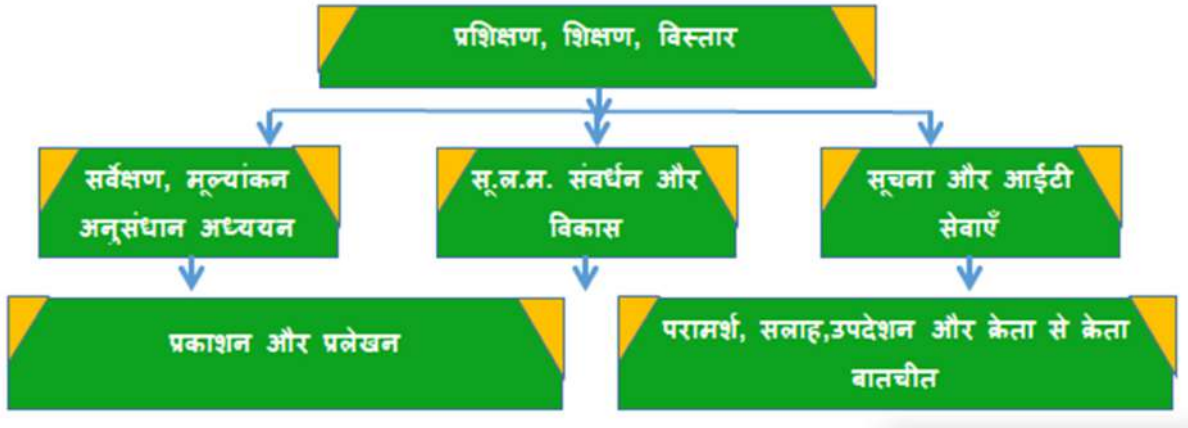 प्रशिक्षण, शिक्षण, विस्तार
सर्वेक्षण, मूल्यांकन
अनुसंधान अध्ययन
सू.ल.म. संवर्धन और
विकास
सूचना और आईटी
सेवाएँ
प्रकाशन और प्रलेखन
परामर्श, सलाह,उपदेशन और क्रेता से क्रेता
बातचीत